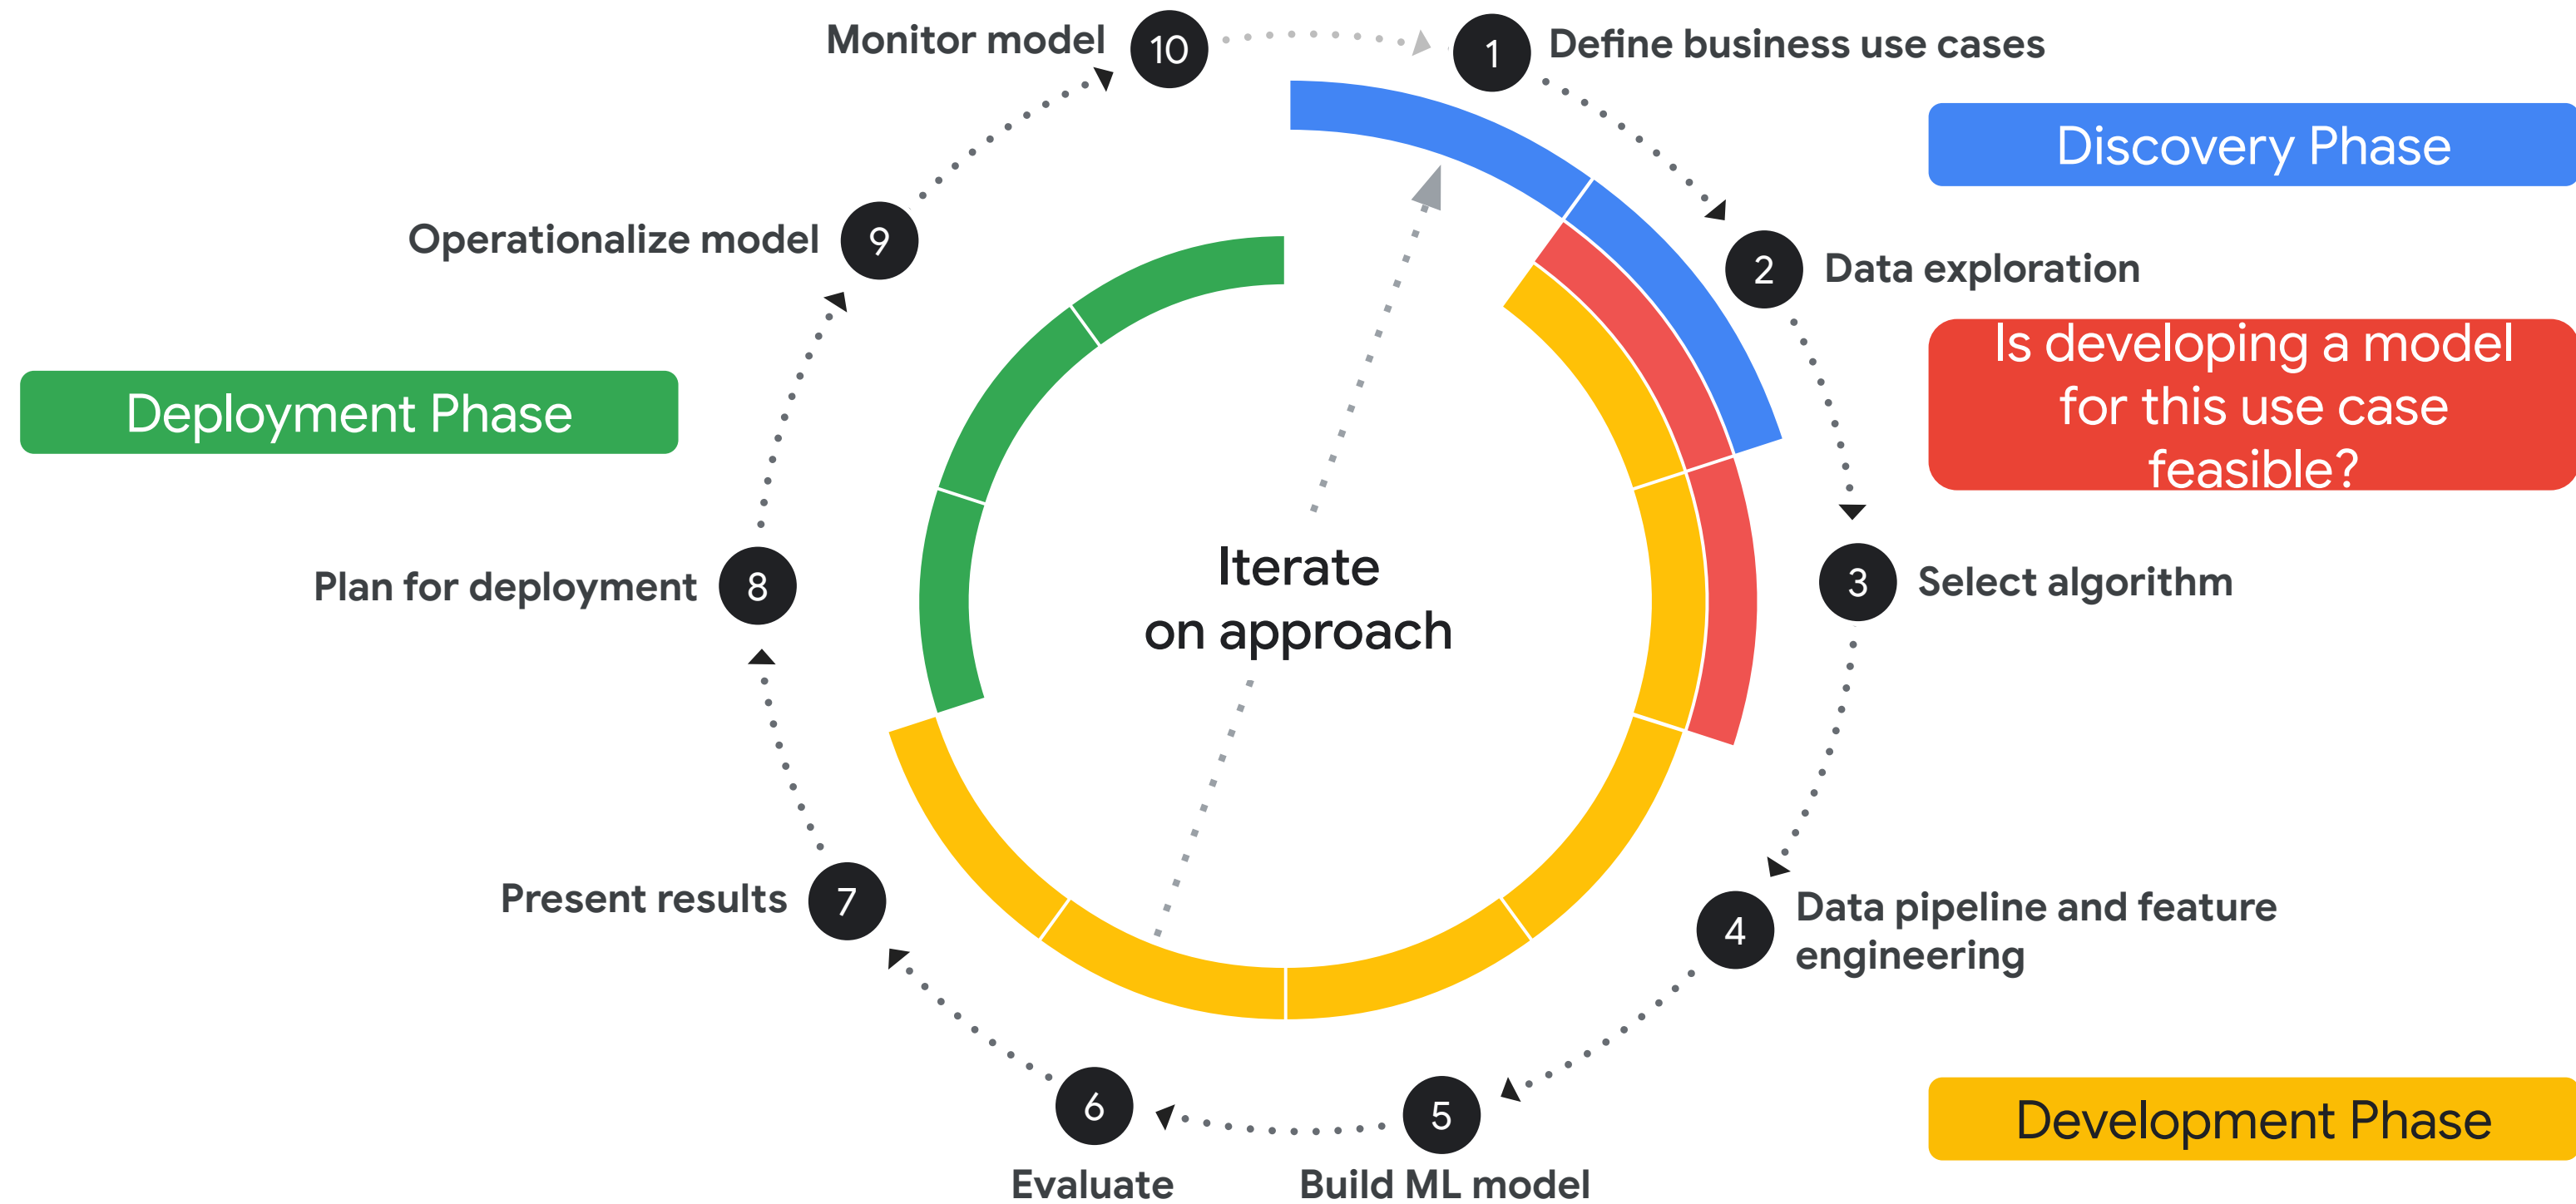 10
Monitor model
1
Define business use cases
Discovery Phase
2
Data exploration
Is developing a model
for this use case
feasible?
3
Select algorithm
4
Data pipeline and feature
engineering
Development Phase
5
Build ML model
6
Evaluate
7
Present results
8
Plan for deployment
Deployment Phase
9
Operationalize model
Iterate
on approach